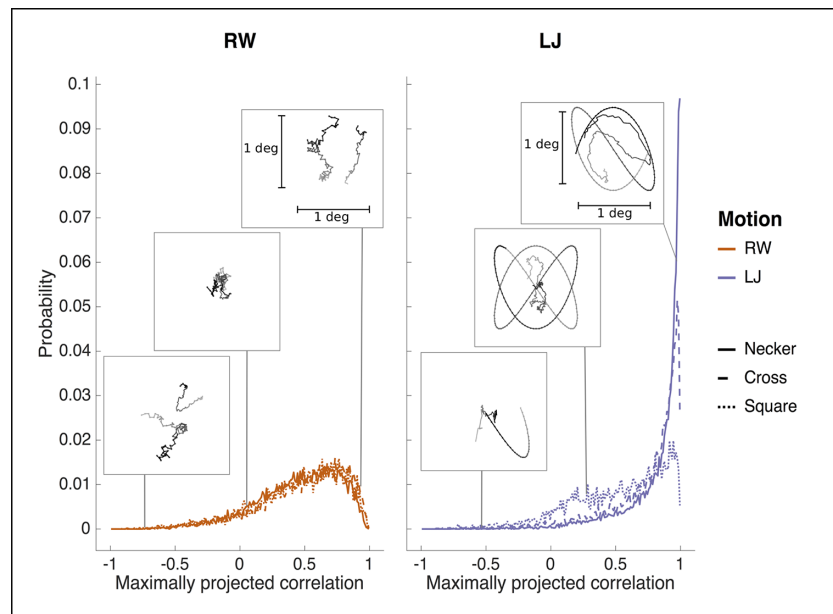 RW
LJ
0.1
0.09
0.08
0.07
0.06
0.05
0.04
0.03
0.02
0.01
0
Probability
1 deg
1 deg
1 deg
1 deg
-1
-0.5
0
0.5
1
Maximally projected correlation
-1
-0.5
0
0.5
1
Maximally projected correlation
Motion
RW
LJ
Necker
Cross
Square